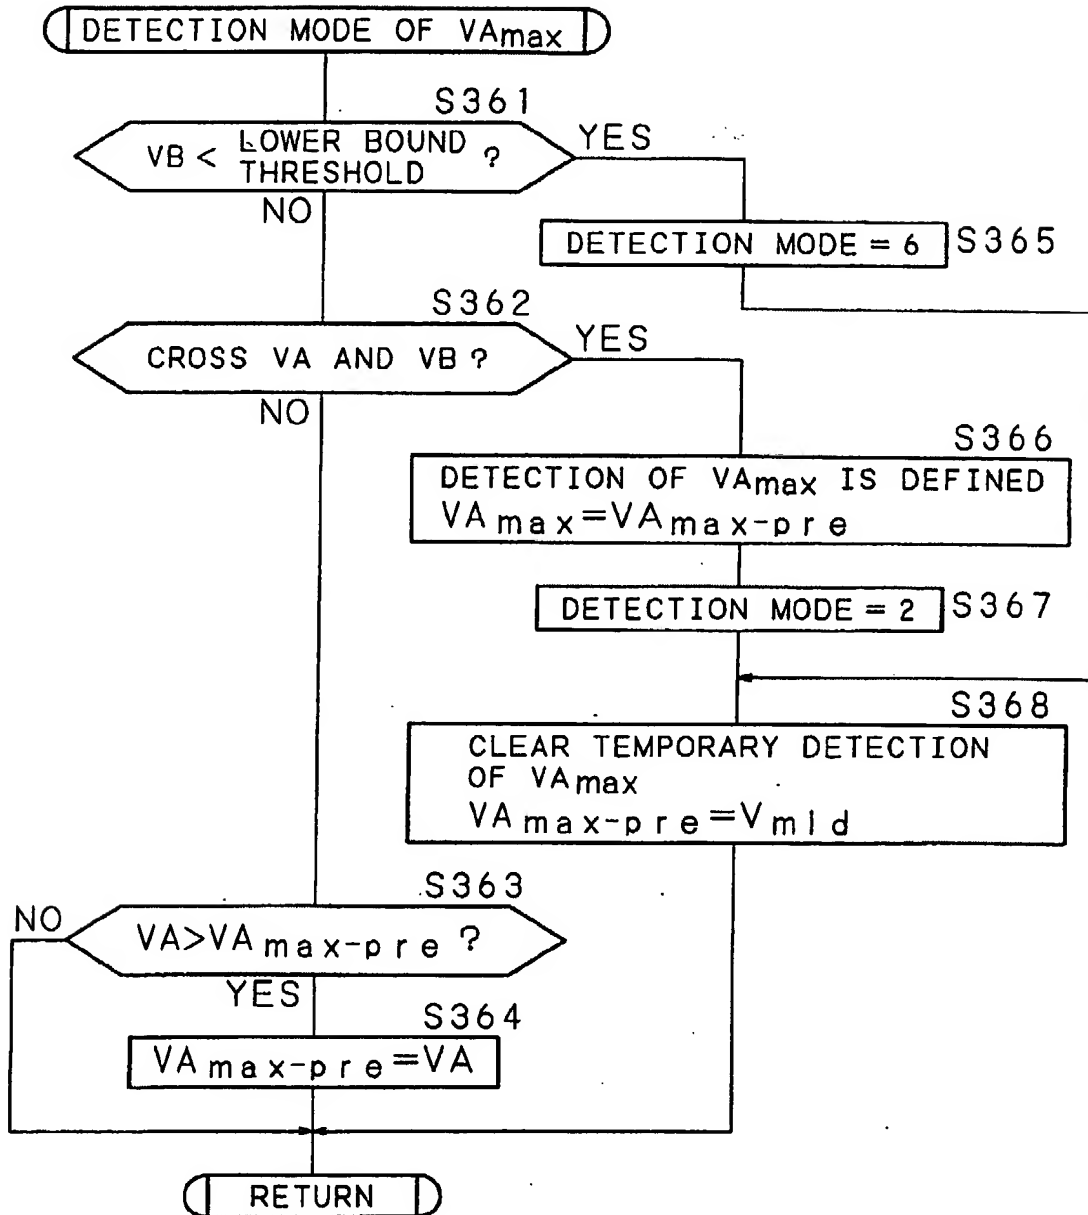 DETECTION MODE OF VAmax
S361
VB < LOWER BOUND THRESHOLD ?
YES
NO
DETECTION MODE = 6
S365
S362
CROSS VA AND VB ?
YES
NO
S366
DETECTION OF VAmax IS DEFINED
VAmax=VAmax-pre
DETECTION MODE = 2
S367
S368
CLEAR TEMPORARY DETECTION
OF VAmax
VAmax-pre=Vmid
S363
NO
VA>VAmax-pre ?
YES
S364
VAmax-pre=VA
RETURN